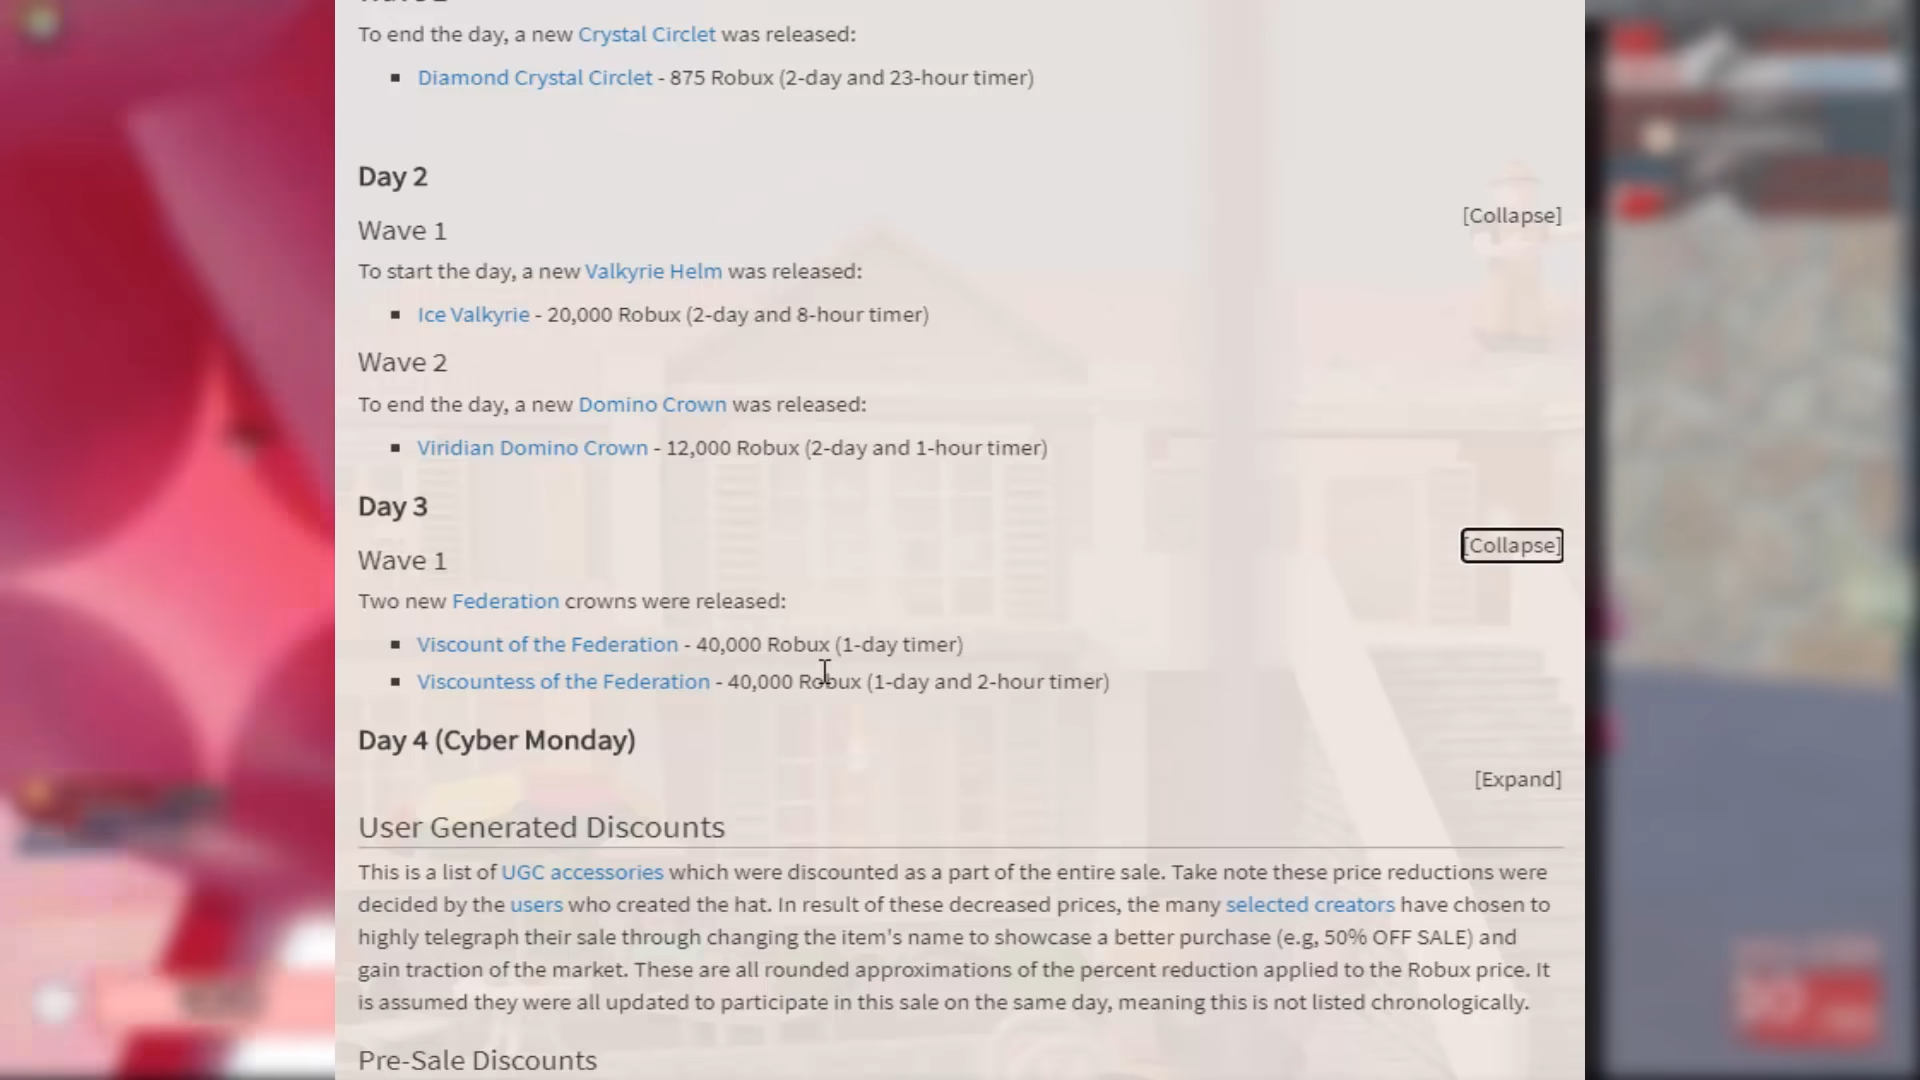 To end the day, a new Crystal Circlet was released:
▪ Diamond Crystal Circlet - 875 Robux (2-day and 23-hour timer)
Day 2
[Collapse]
Wave 1
To start the day, a new Valkyrie Helm was released:
▪ Ice Valkyrie - 20,000 Robux (2-day and 8-hour timer)
Wave 2
To end the day, a new Domino Crown was released:
▪ Viridian Domino Crown - 12,000 Robux (2-day and 1-hour timer)
Day 3
[Collapse]
Wave 1
Two new Federation crowns were released:
▪ Viscount of the Federation - 40,000 Robux (1-day timer)
▪ Viscountess of the Federation - 40,000 Robux (1-day and 2-hour timer)
Day 4 (Cyber Monday)
[Expand]
User Generated Discounts
This is a list of UGC accessories which were discounted as a part of the entire sale. Take note these price reductions were
decided by the users who created the hat. In result of these decreased prices, the many selected creators have chosen to
highly telegraph their sale through changing the item's name to showcase a better purchase (e.g, 50% OFF SALE) and
gain traction of the market. These are all rounded approximations of the percent reduction applied to the Robux price. It
is assumed they were all updated to participate in this sale on the same day, meaning this is not listed chronologically.
Pre-Sale Discounts